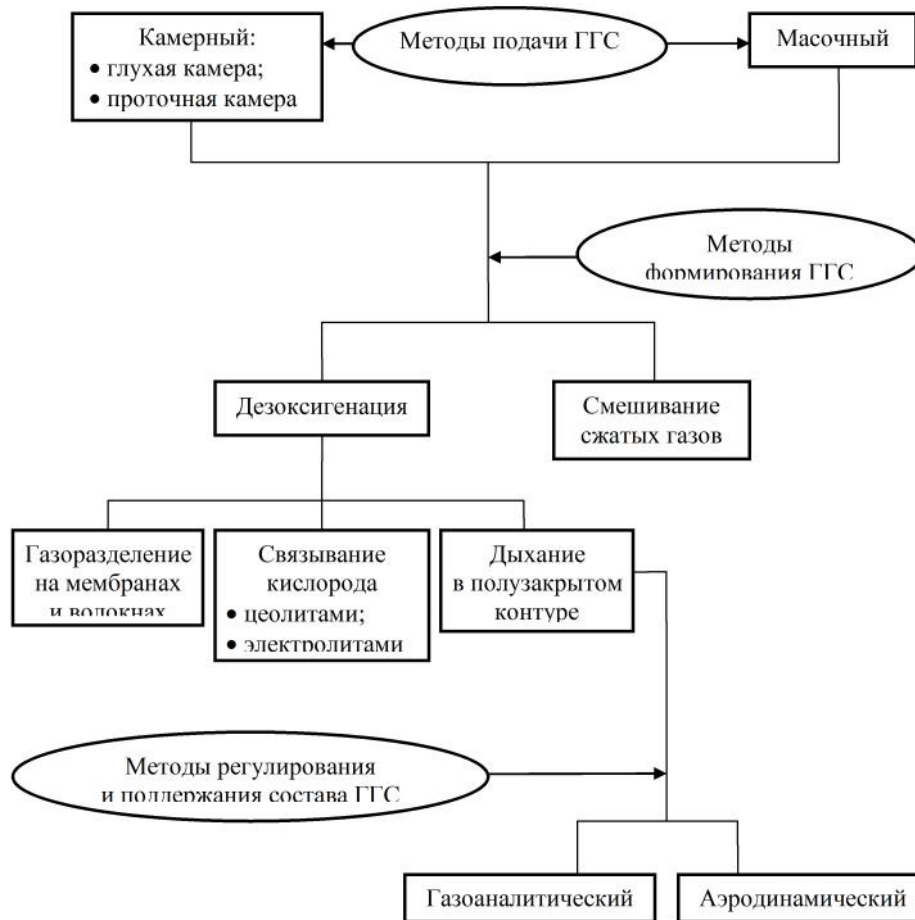 Камерный:
• глухая камера;
• проточная камера
Методы подачи ГГС
Масочный
Методы
формирования ГГС
Дезоксигенация
Смешивание
сжатых газов
Газоразделение
на мембранах
и волокнах
Связывание
кислорода
• цеолитами;
• электролитами
Дыхание
в полузакрытом
контуре
Методы регулирования
и поддержания состава ГГС
Газоаналитический
Аэродинамический